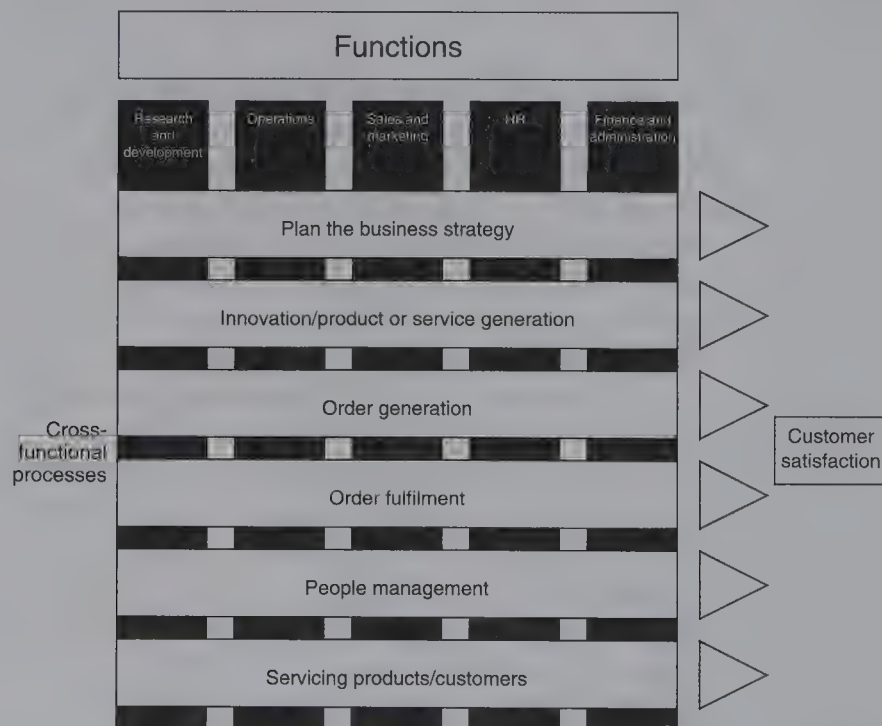 Functions
Research
and
development
Operations
Sales and
marketing
HR
Finance and
administration
Plan the business strategy
Innovation/product or service generation
Order generation
Cross-
functional
processes
Customer
satisfaction
Order fulfilment
People management
Servicing products/customers